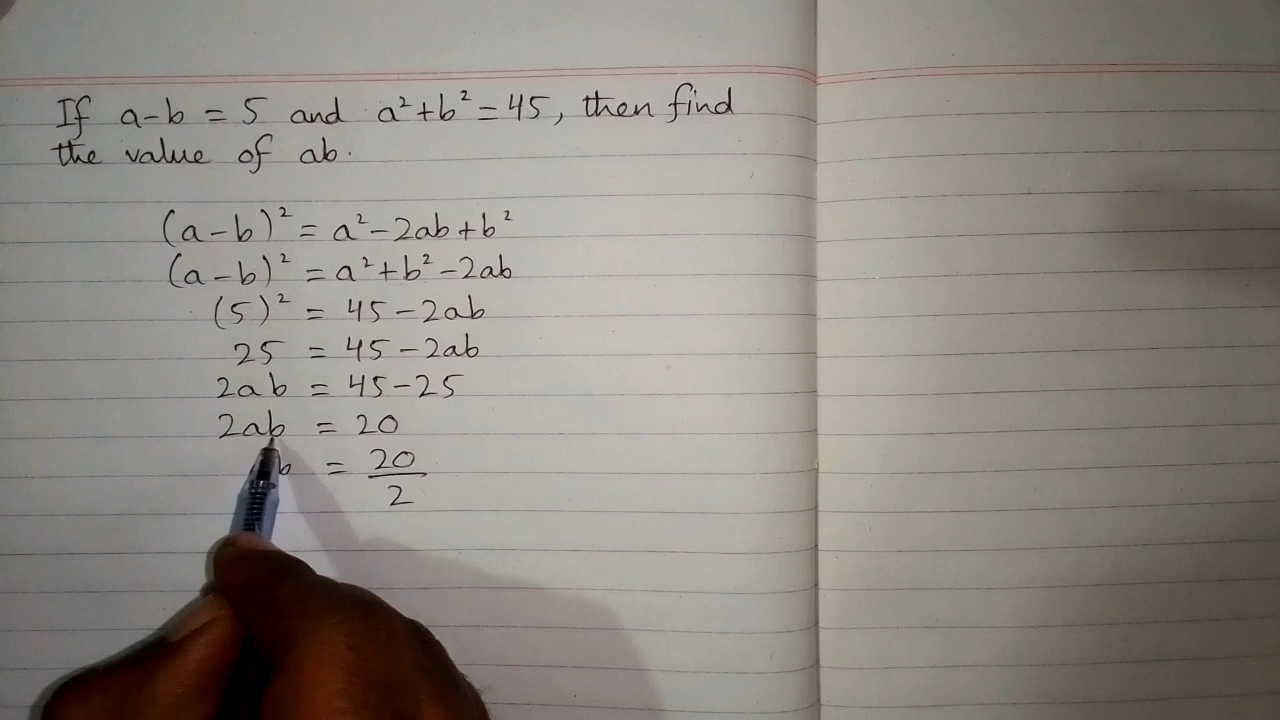 If a-b = 5 and a²+b² = 45, then find
the value of ab.
(a-b)² = a²-2ab+b²
(a-b)² = a²+b²-2ab
(5)² = 45-2ab
25 = 45-2ab
2ab = 45-25
2ab = 20
b = 20/2